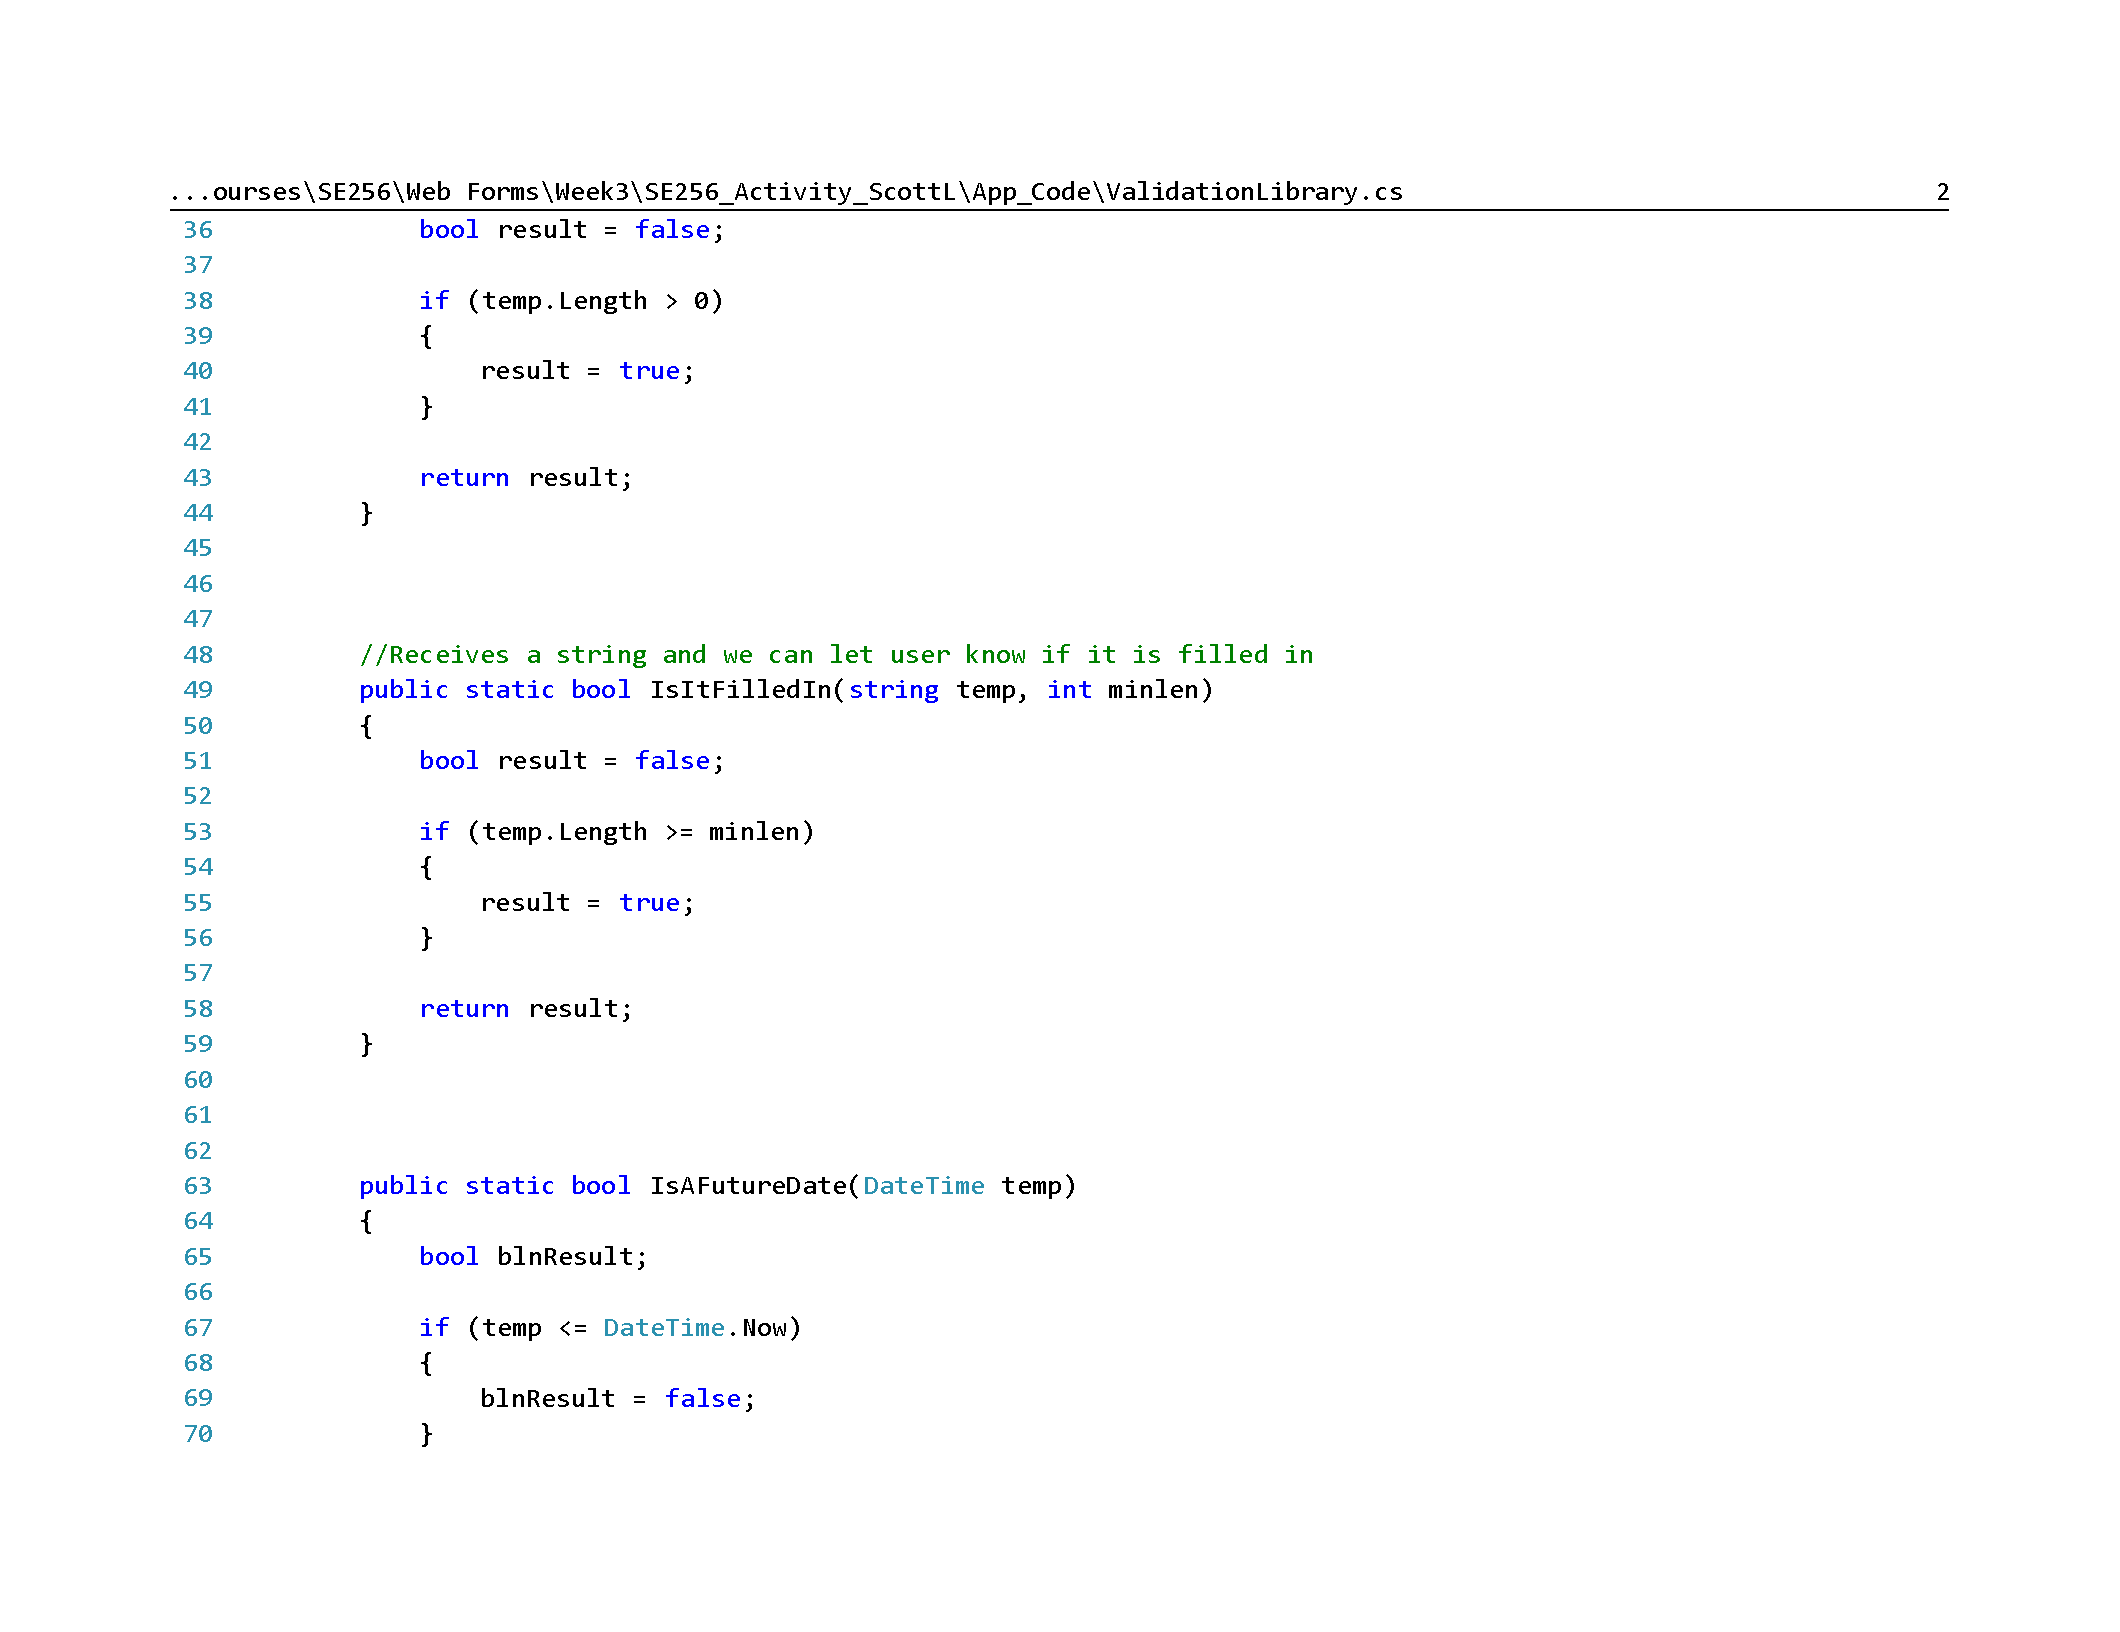 ...ourses\SE256\Web Forms\Week3\SE256_Activity_ScottL\App_Code\ValidationLibrary.cs 2
36 bool result = false;
37
38 if (temp.Length > 0)
39 {
40 result = true;
41 }
42
43 return result;
44 }
45
46
47
48 //Receives a string and we can let user know if it is filled in
49 public static bool IsItFilledIn(string temp, int minlen)
50 {
51 bool result = false;
52
53 if (temp.Length >= minlen)
54 {
55 result = true;
56 }
57
58 return result;
59 }
60
61
62
63 public static bool IsAFutureDate(DateTime temp)
64 {
65 bool blnResult;
66
67 if (temp <= DateTime.Now)
68 {
69 blnResult = false;
70 }